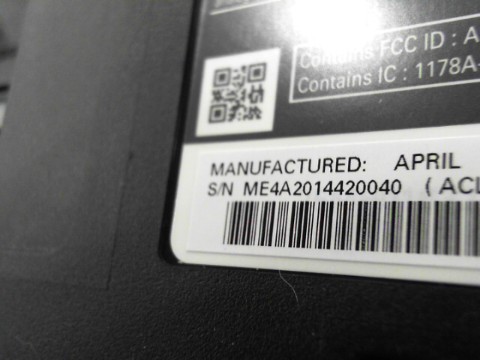 Contains FCC ID : A
Contains IC : 1178A-
MANUFACTURED: APRIL
S/N ME4A2014420040 ( ACL